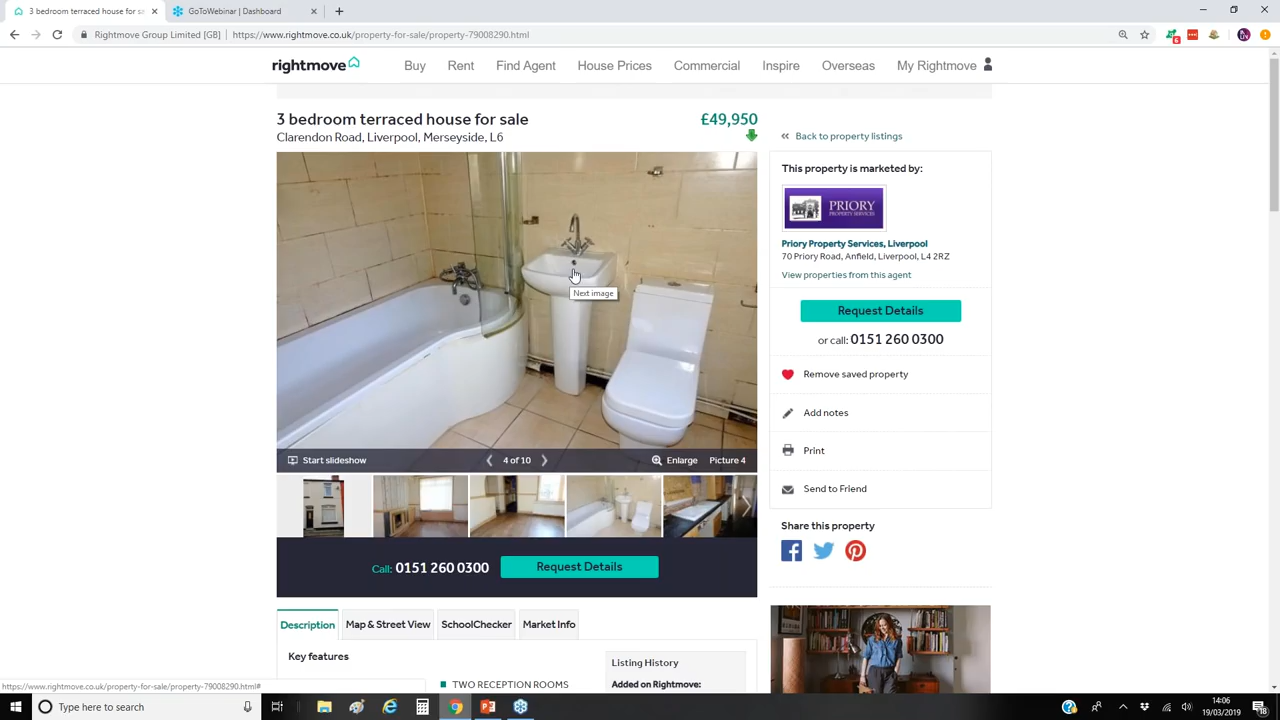 3 bedroom terraced house for sa
GoToWebinar | Dashboard
Rightmove Group Limited [GB] | https://www.rightmove.co.uk/property-for-sale/property-79008290.html
6
rightmove
Buy Rent Find Agent House Prices Commercial Inspire Overseas My Rightmove
3 bedroom terraced house for sale £49,950
Clarendon Road, Liverpool, Merseyside, L6
Back to property listings
This property is marketed by:
PRIORY
PROPERTY SERVICES
Priory Property Services, Liverpool
70 Priory Road, Anfield, Liverpool, L4 2RZ
View properties from this agent
Next image
Request Details
or call: 0151 260 0300
Remove saved property
Add notes
Print
Send to Friend
Start slideshow 4 of 10 Enlarge Picture 4
Share this property
Call: 0151 260 0300 Request Details
Description Map & Street View SchoolChecker Market Info
Key features
TWO RECEPTION ROOMS
Listing History
Added on Rightmove:
https://www.rightmove.co.uk/property-for-sale/property-79008290.html#
Type here to search
14:06
19/03/2019
18